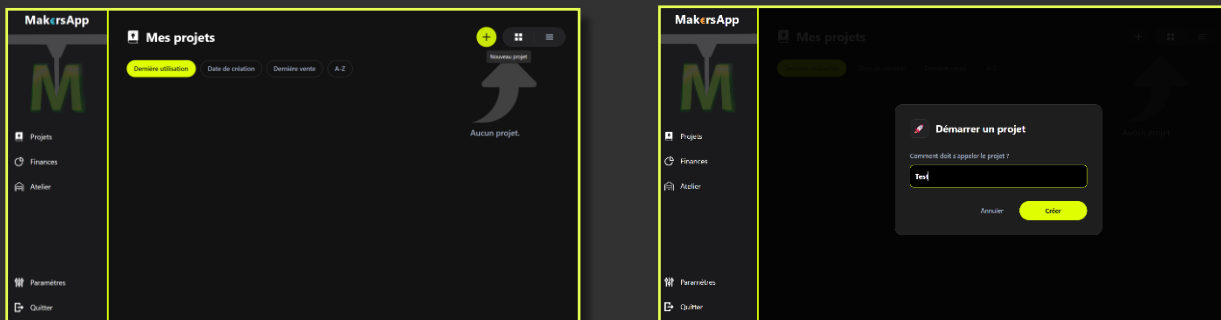 MakersApp
Mes projets
Nouveau projet
Dernière utilisation Date de création Dernière vente A-Z
M
Aucun projet.
Projets
Finances
Atelier
Paramètres
Quitter
MakersApp
Mes projets
A-Z
M
Aucun projet.
Projets
Finances
Atelier
Démarrer un projet
Comment doit s'appeler le projet ?
Test
Annuler Créer
Paramètres
Quitter